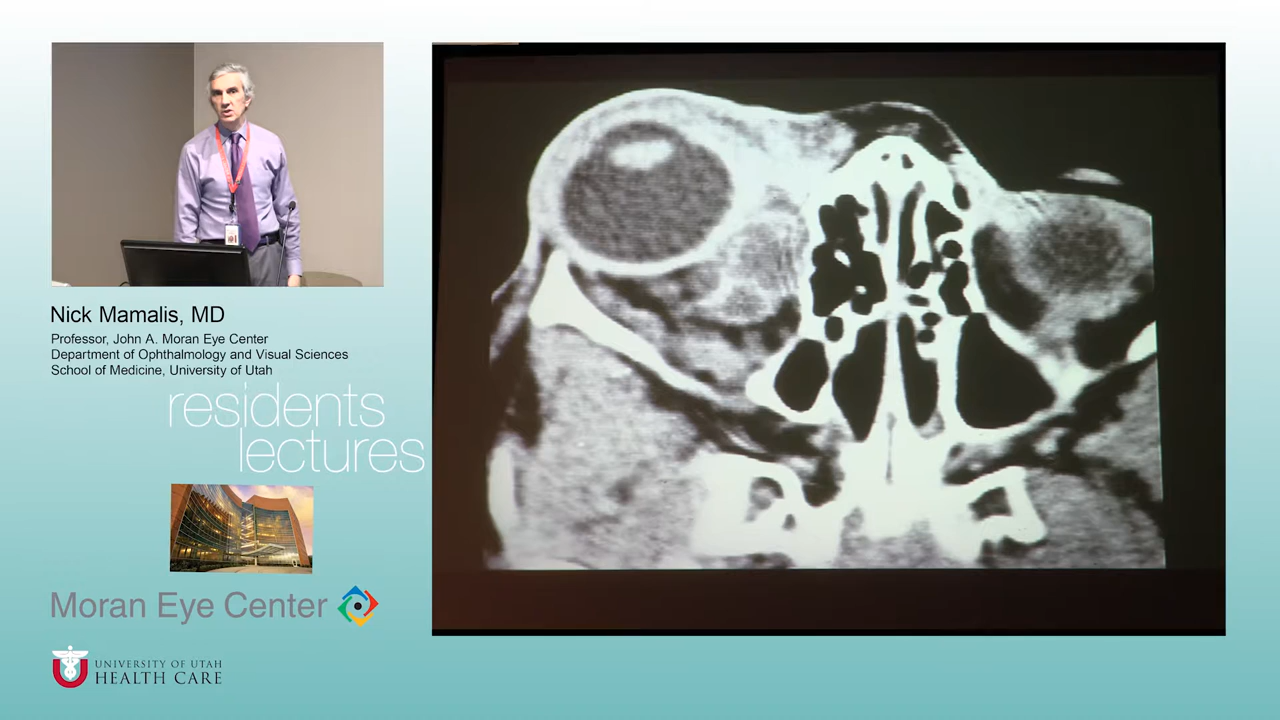 Nick Mamalis, MD
Professor, John A. Moran Eye Center
Department of Ophthalmology and Visual Sciences
School of Medicine, University of Utah
residents
lectures
Moran Eye Center
U
UNIVERSITY OF UTAH
HEALTH CARE